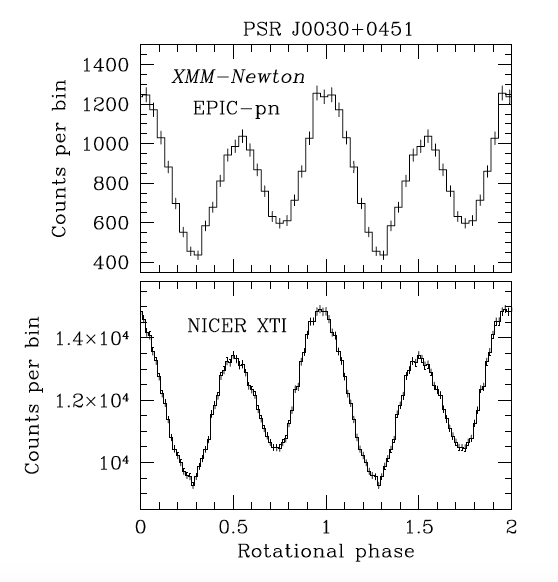 PSR J0030+0451
1400
1200
1000
800
600
400
Counts per bin
XMM-Newton
EPIC-pn
1.4×10⁴
1.2×10⁴
10⁴
Counts per bin
NICER XTI
0 0.5 1 1.5 2
Rotational phase